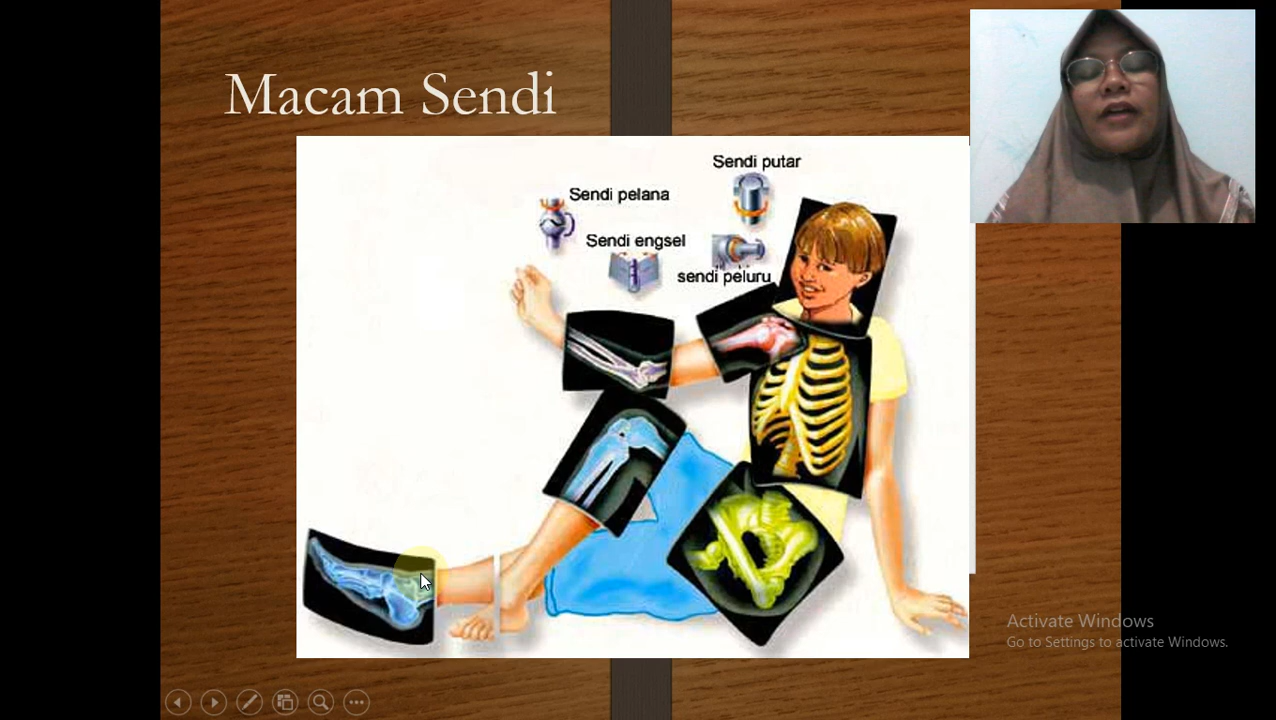 Macam Sendi
Sendi putar
Sendi pelana
Sendi engsel
sendi peluru
Activate Windows
Go to Settings to activate Windows.